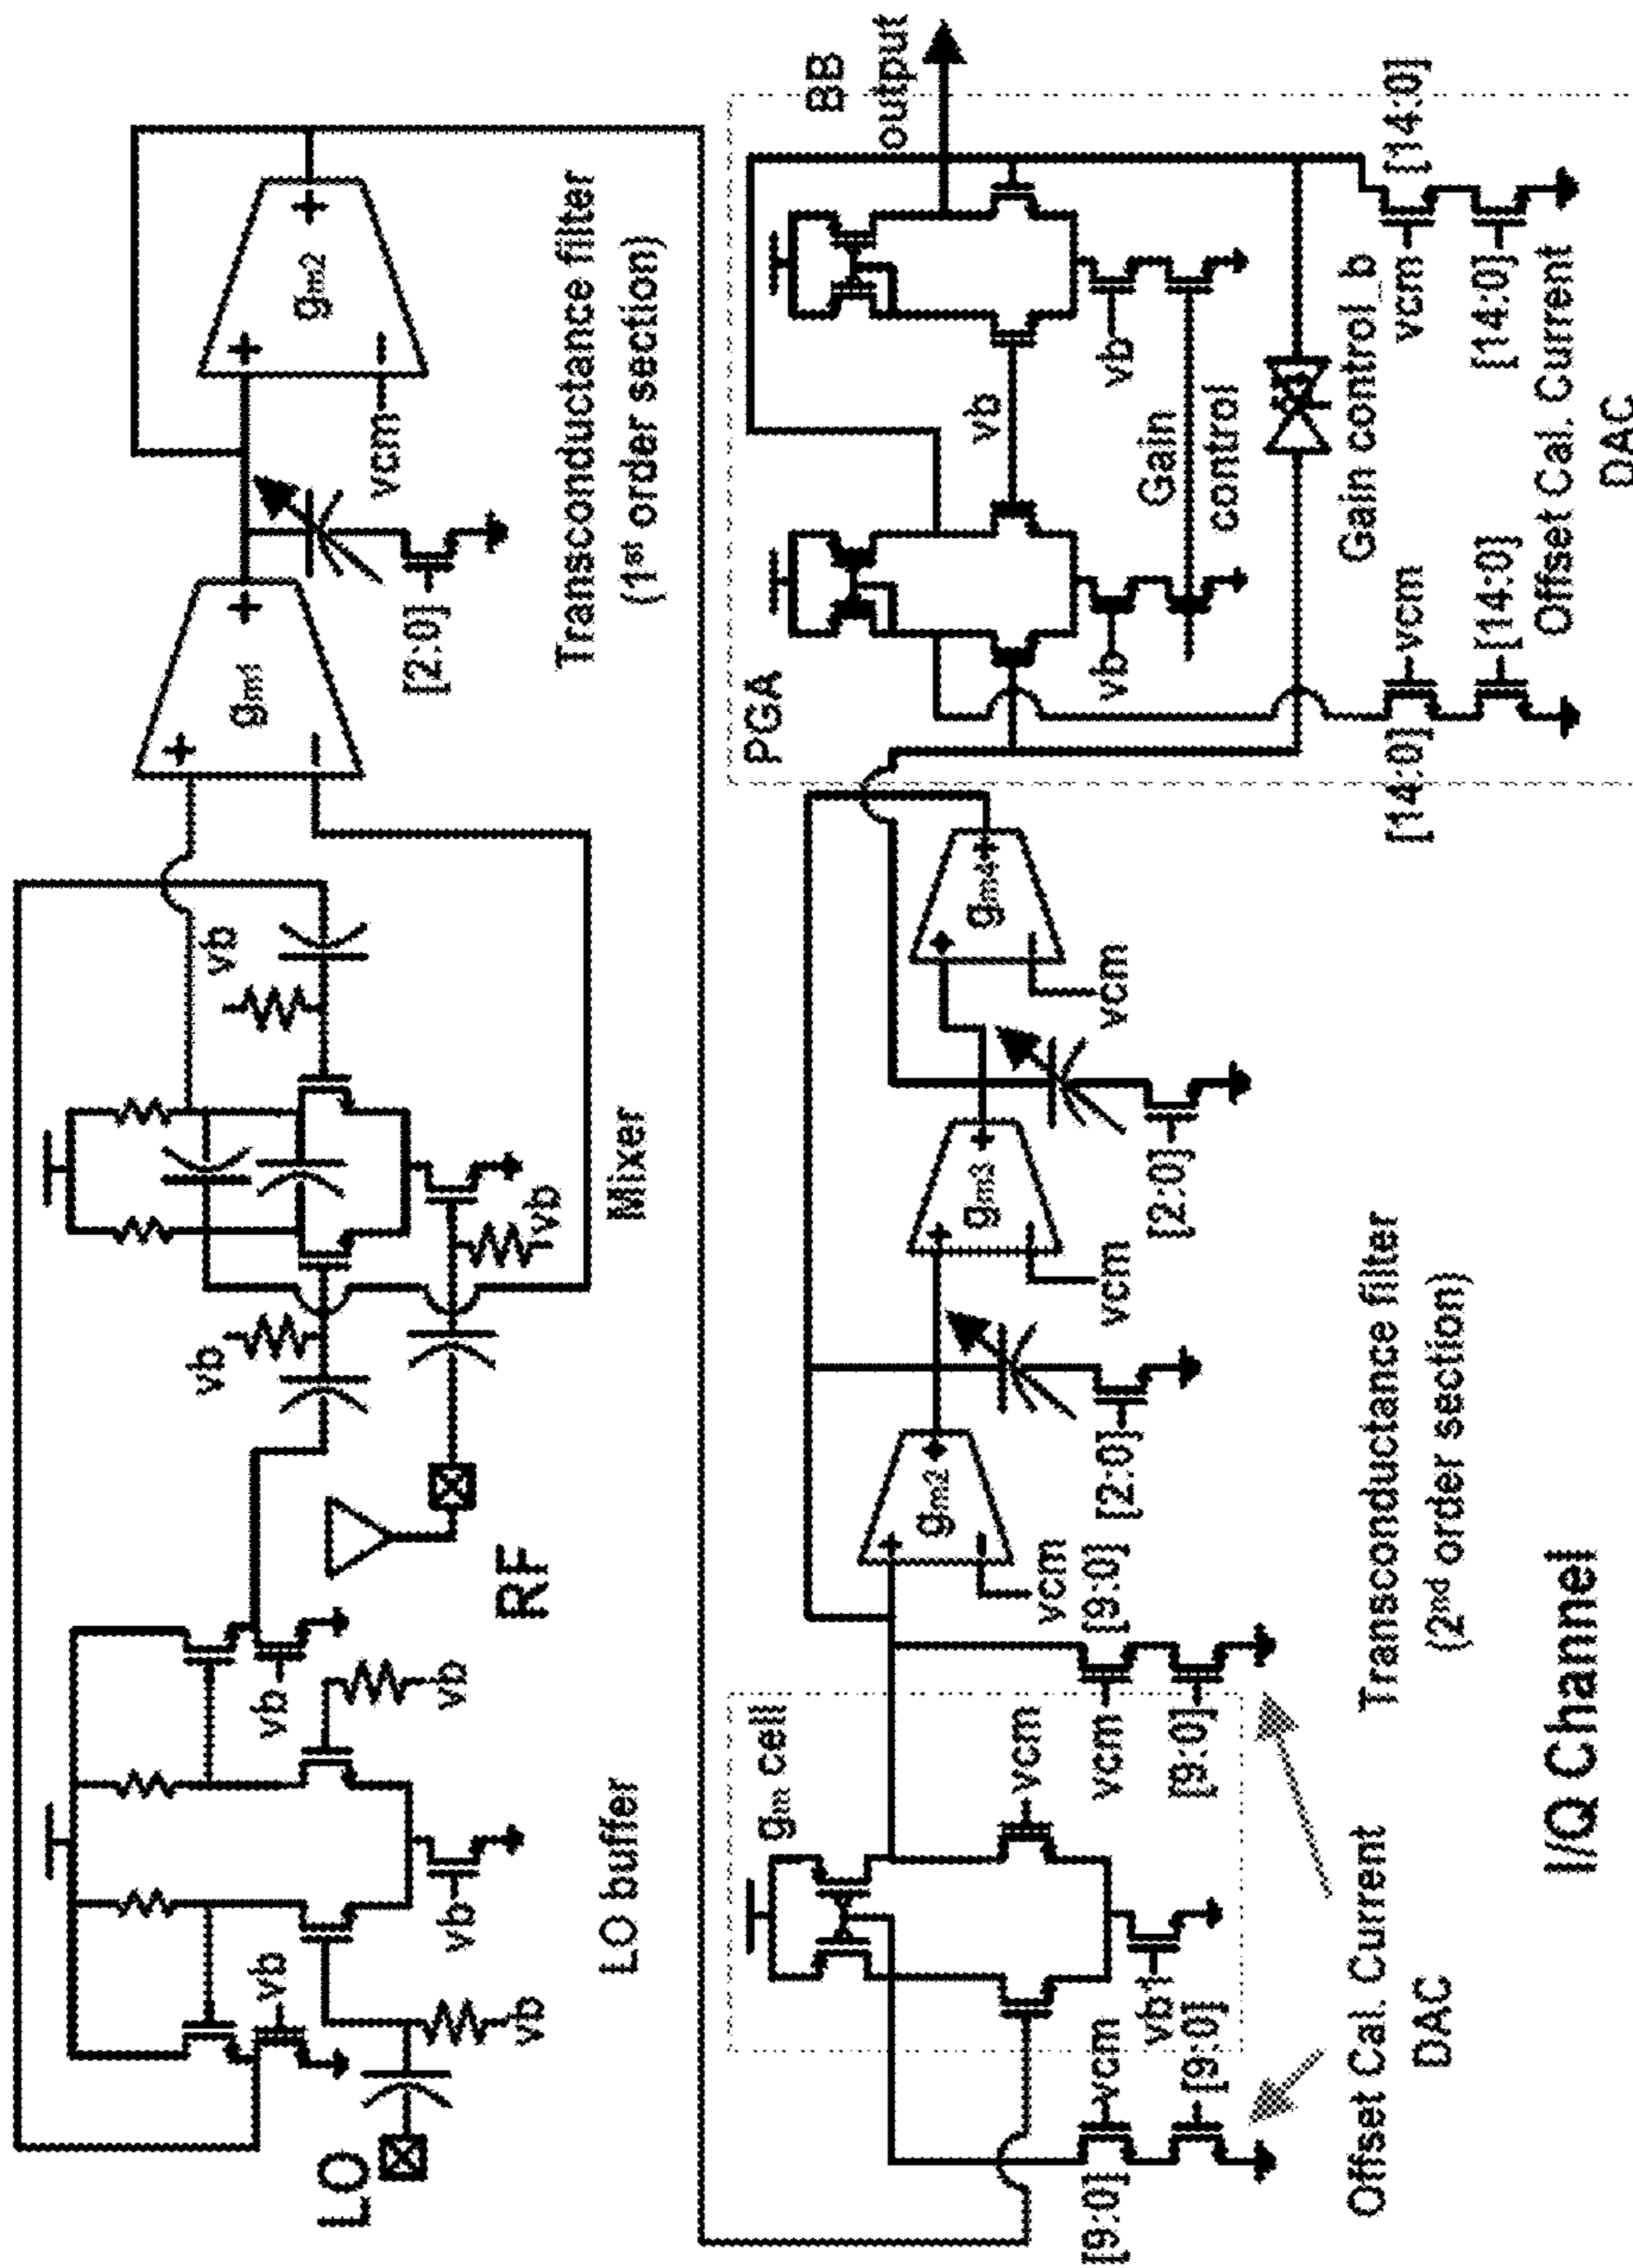 LO
vb
vb
vb
vb
vb
LO buffer
RF
vb
vb
vb
Mixer
gm1
+
−
+
[2:0]
vcm
gm2
+
−
+
Transconductance filter
(1st order section)
gm cell
vcm
vb1
[9:0]
vcm
[9:0]
[9:0]
vcm
[9:0]
Offset Cal. Current
DAC
vcm
gm2
+
−
+
[2:0]
vcm
gm3
+
−
+
[2:0]
vcm
gm4
+
−
+
Transconductance filter
(2nd order section)
I/Q Channel
PGA
vb
vb
vb
Gain
control
Gain control_b
BB
output
[14:0]
vcm
[14:0]
vcm
[14:0]
[14:0]
Offset Cal. Current
DAC